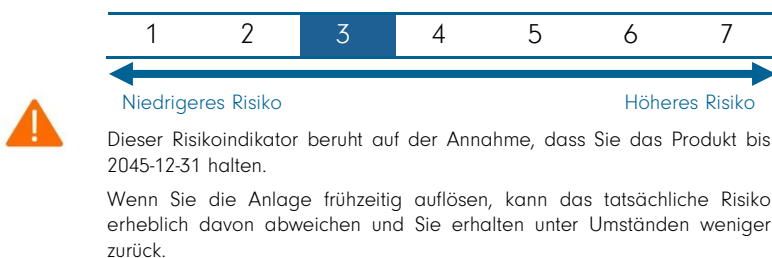 1 2 3 4 5 6 7
Niedrigeres Risiko Höheres Risiko
Dieser Risikoindikator beruht auf der Annahme, dass Sie das Produkt bis
2045-12-31 halten.
Wenn Sie die Anlage frühzeitig auflösen, kann das tatsächliche Risiko
erheblich davon abweichen und Sie erhalten unter Umständen weniger
zurück.